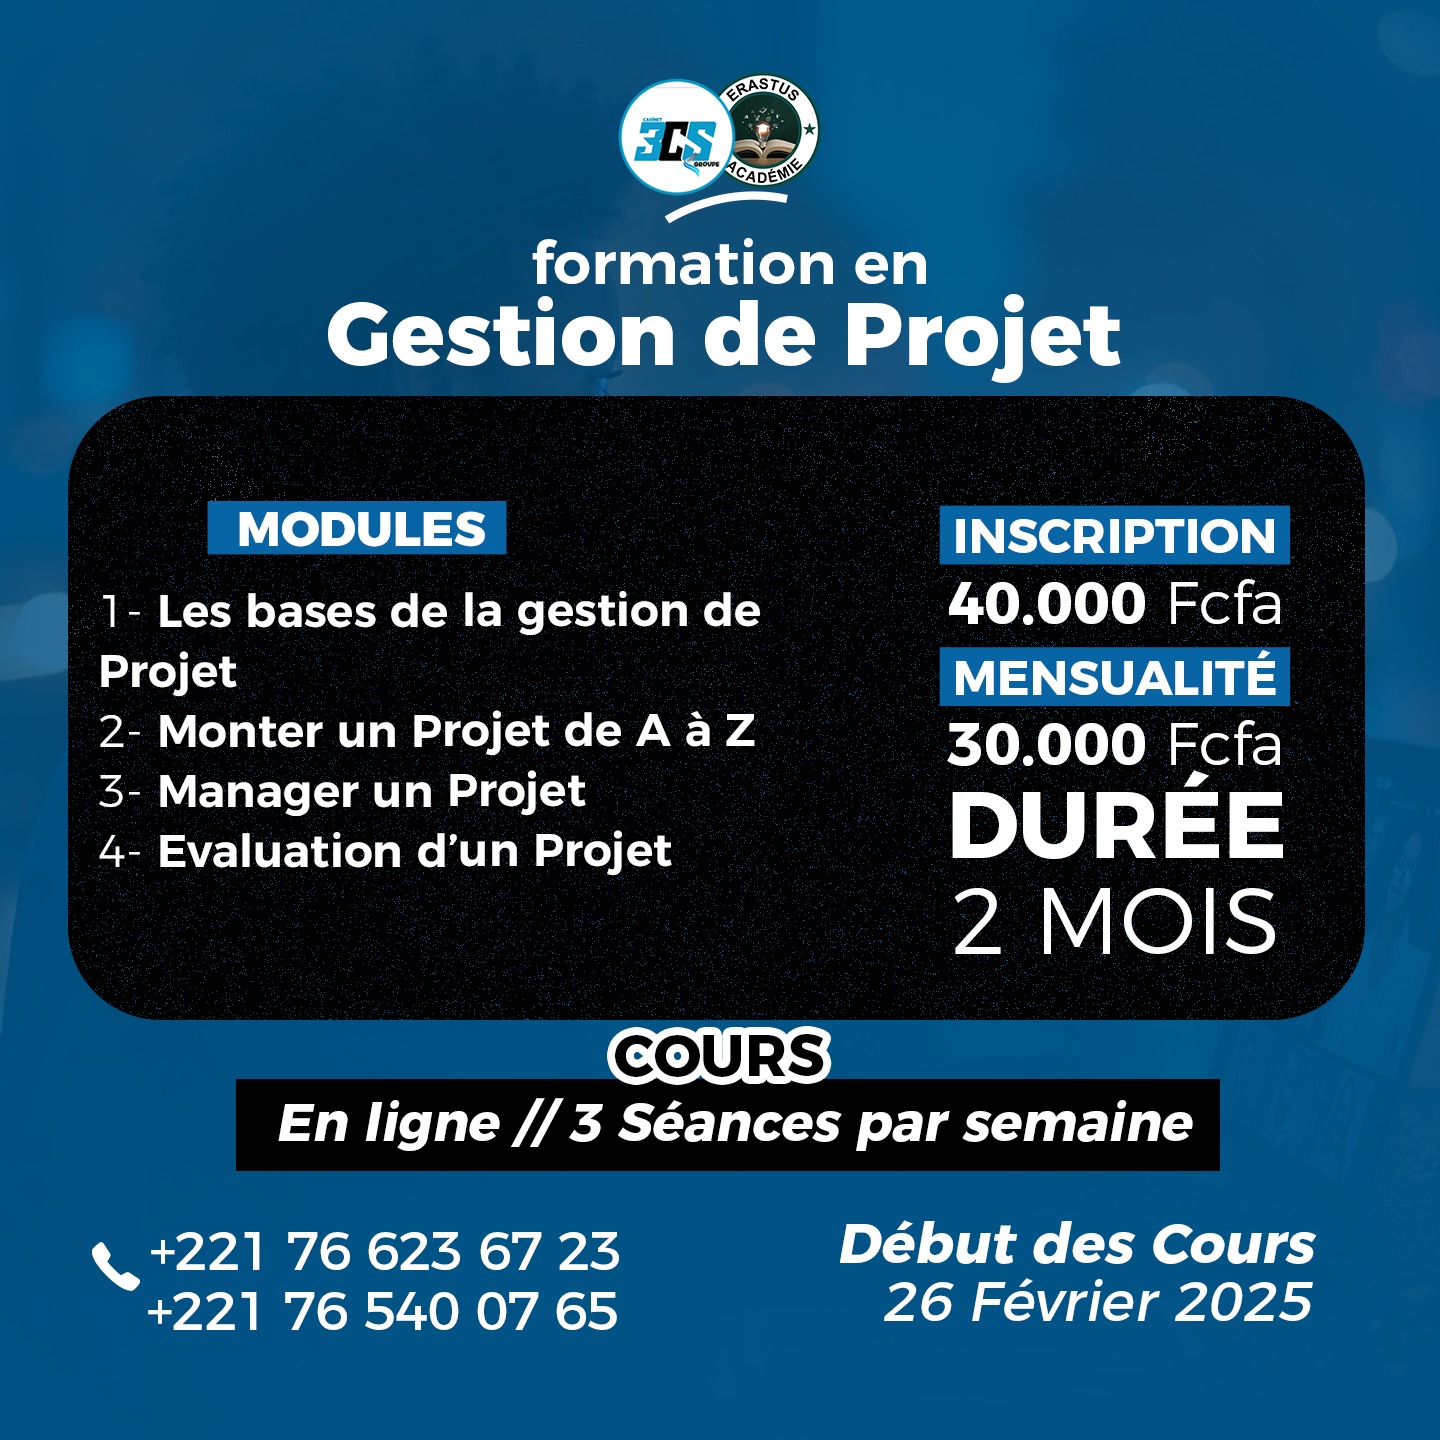 CABINET
3CS
GROUPE
ERASTUS
ACADÉMIE
formation en
Gestion de Projet
MODULES
1- Les bases de la gestion de
Projet
2- Monter un Projet de A à Z
3- Manager un Projet
4- Evaluation d’un Projet
INSCRIPTION
40.000 Fcfa
MENSUALITÉ
30.000 Fcfa
DURÉE
2 MOIS
COURS
En ligne // 3 Séances par semaine
+221 76 623 67 23
+221 76 540 07 65
Début des Cours
26 Février 2025